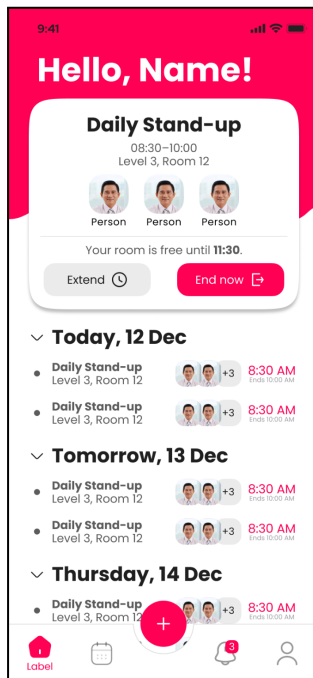 9:41
Hello, Name!
Daily Stand-up
08:30–10:00
Level 3, Room 12
Person Person Person
Your room is free until 11:30.
Extend End now
Today, 12 Dec
Daily Stand-up +3 8:30 AM
Level 3, Room 12 Ends 10:00 AM
Daily Stand-up +3 8:30 AM
Level 3, Room 12 Ends 10:00 AM
Tomorrow, 13 Dec
Daily Stand-up +3 8:30 AM
Level 3, Room 12 Ends 10:00 AM
Daily Stand-up +3 8:30 AM
Level 3, Room 12 Ends 10:00 AM
Thursday, 14 Dec
Daily Stand-up +3 8:30 AM
Level 3, Room 12 Ends 10:00 AM
+
3
Label